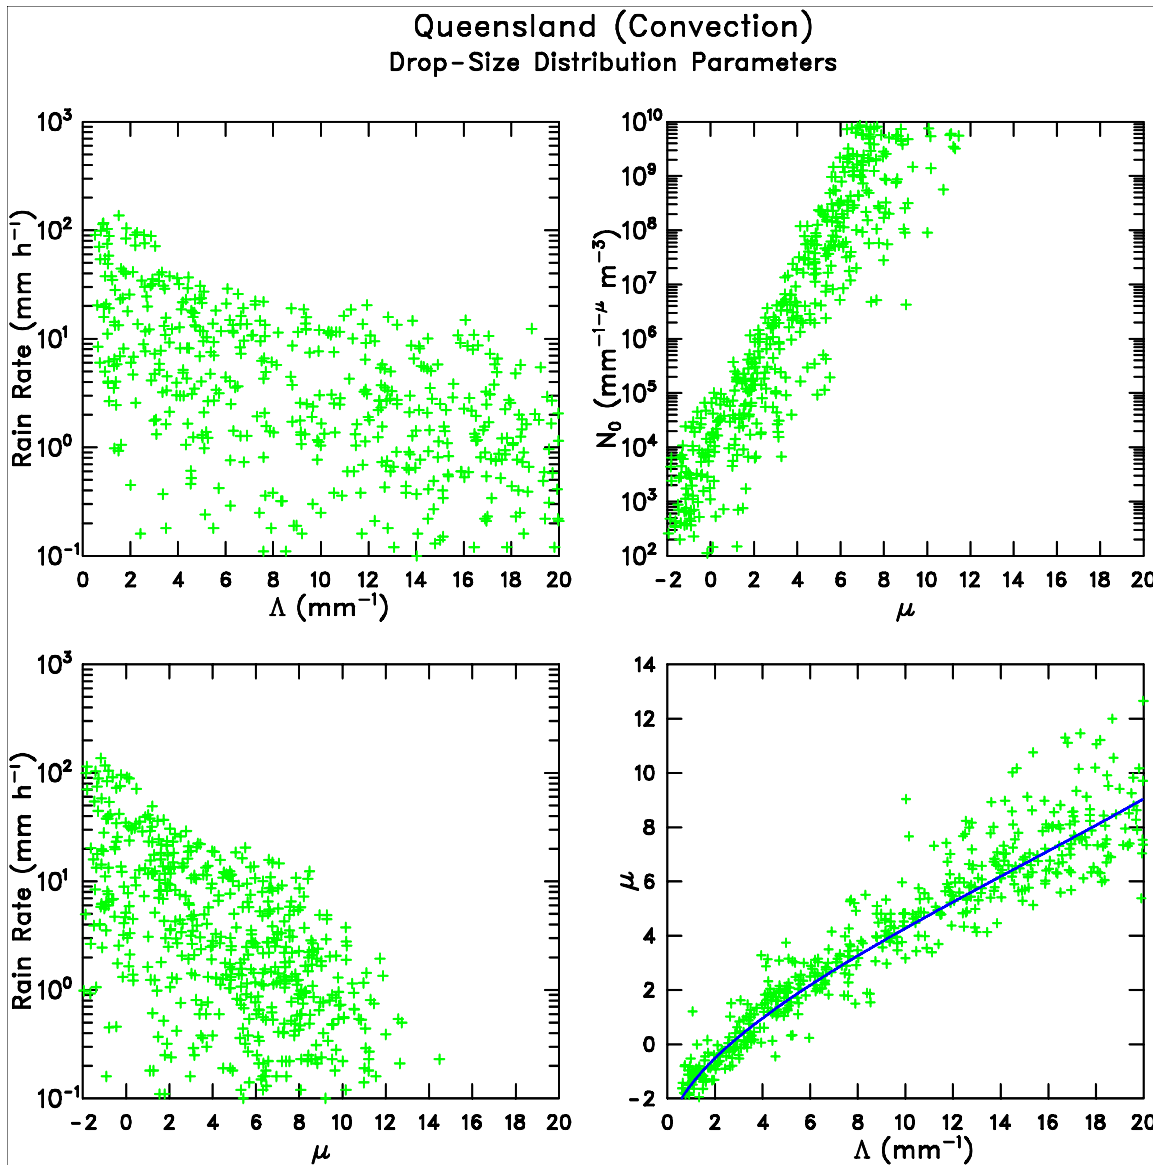 Queensland (Convection)
Drop-Size Distribution Parameters
10³
10²
10¹
10⁰
10⁻¹
Rain Rate (mm h⁻¹)
0 2 4 6 8 10 12 14 16 18 20
Λ (mm⁻¹)
10¹⁰
10⁹
10⁸
10⁷
10⁶
10⁵
10⁴
10³
10²
N₀ (mm⁻¹⁻μ m⁻³)
-2 0 2 4 6 8 10 12 14 16 18 20
μ
10³
10²
10¹
10⁰
10⁻¹
Rain Rate (mm h⁻¹)
-2 0 2 4 6 8 10 12 14 16 18 20
μ
14
12
10
8
6
4
2
0
-2
μ
0 2 4 6 8 10 12 14 16 18 20
Λ (mm⁻¹)